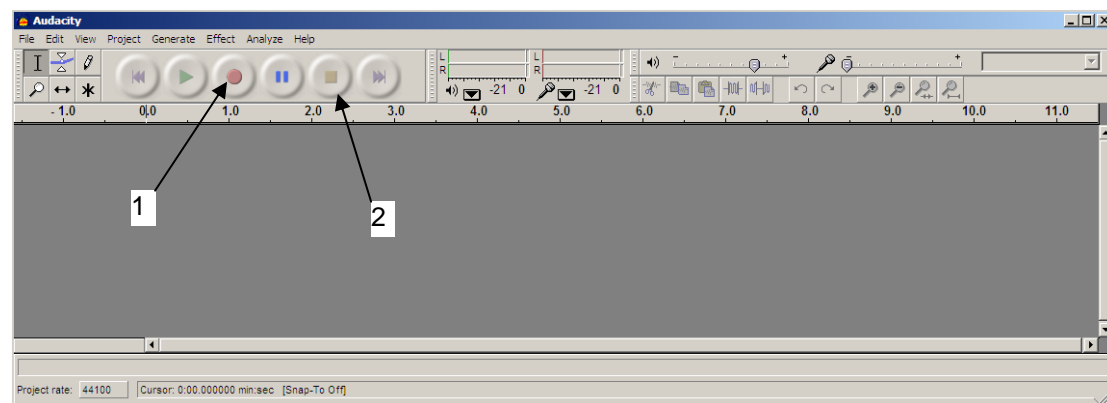 Audacity
File Edit View Project Generate Effect Analyze Help
L
R
L
R
- +
- +
-21 0
-21 0
- 1.0 0,0 1.0 2.0 3.0 4.0 5.0 6.0 7.0 8.0 9.0 10.0 11.0
1
2
Project rate: 44100 Cursor: 0:00.000000 min:sec [Snap-To Off]